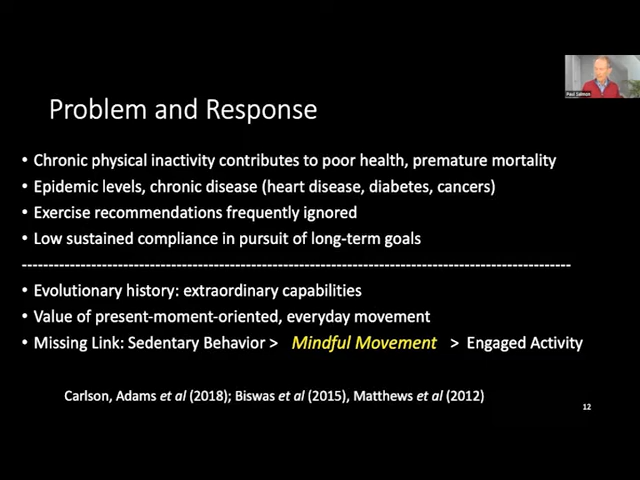 Paul Salmon
Problem and Response
• Chronic physical inactivity contributes to poor health, premature mortality
• Epidemic levels, chronic disease (heart disease, diabetes, cancers)
• Exercise recommendations frequently ignored
• Low sustained compliance in pursuit of long-term goals
--------------------------------------------------------------------------------------------------------
• Evolutionary history: extraordinary capabilities
• Value of present-moment-oriented, everyday movement
• Missing Link: Sedentary Behavior > Mindful Movement > Engaged Activity
Carlson, Adams et al (2018); Biswas et al (2015), Matthews et al (2012)
12